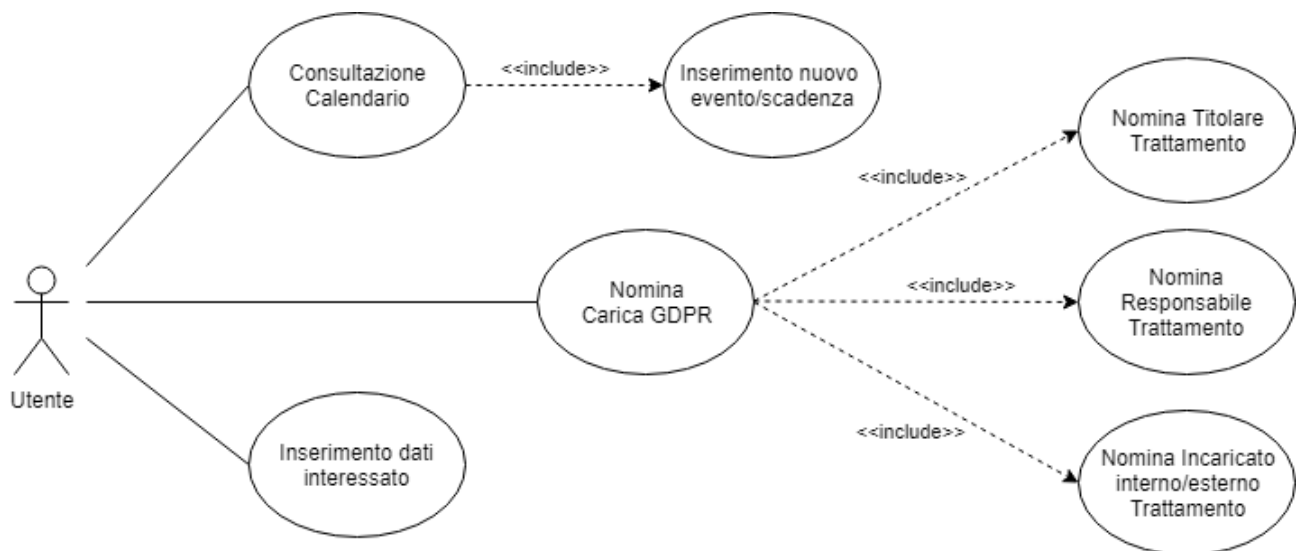 Consultazione
Calendario
<<include>>
Inserimento nuovo
evento/scadenza
Nomina Titolare
Trattamento
<<include>>
Nomina
Carica GDPR
<<include>>
Nomina
Responsabile
Trattamento
Utente
Inserimento dati
interessato
<<include>>
Nomina Incaricato
interno/esterno
Trattamento